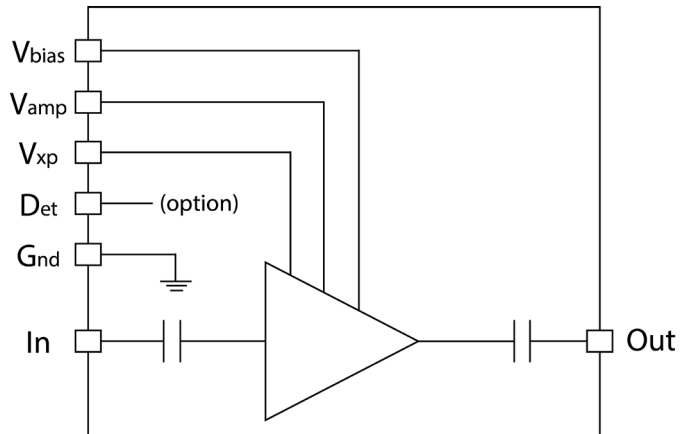 Vbias
Vamp
Vxp
Det (option)
Gnd
In
Out